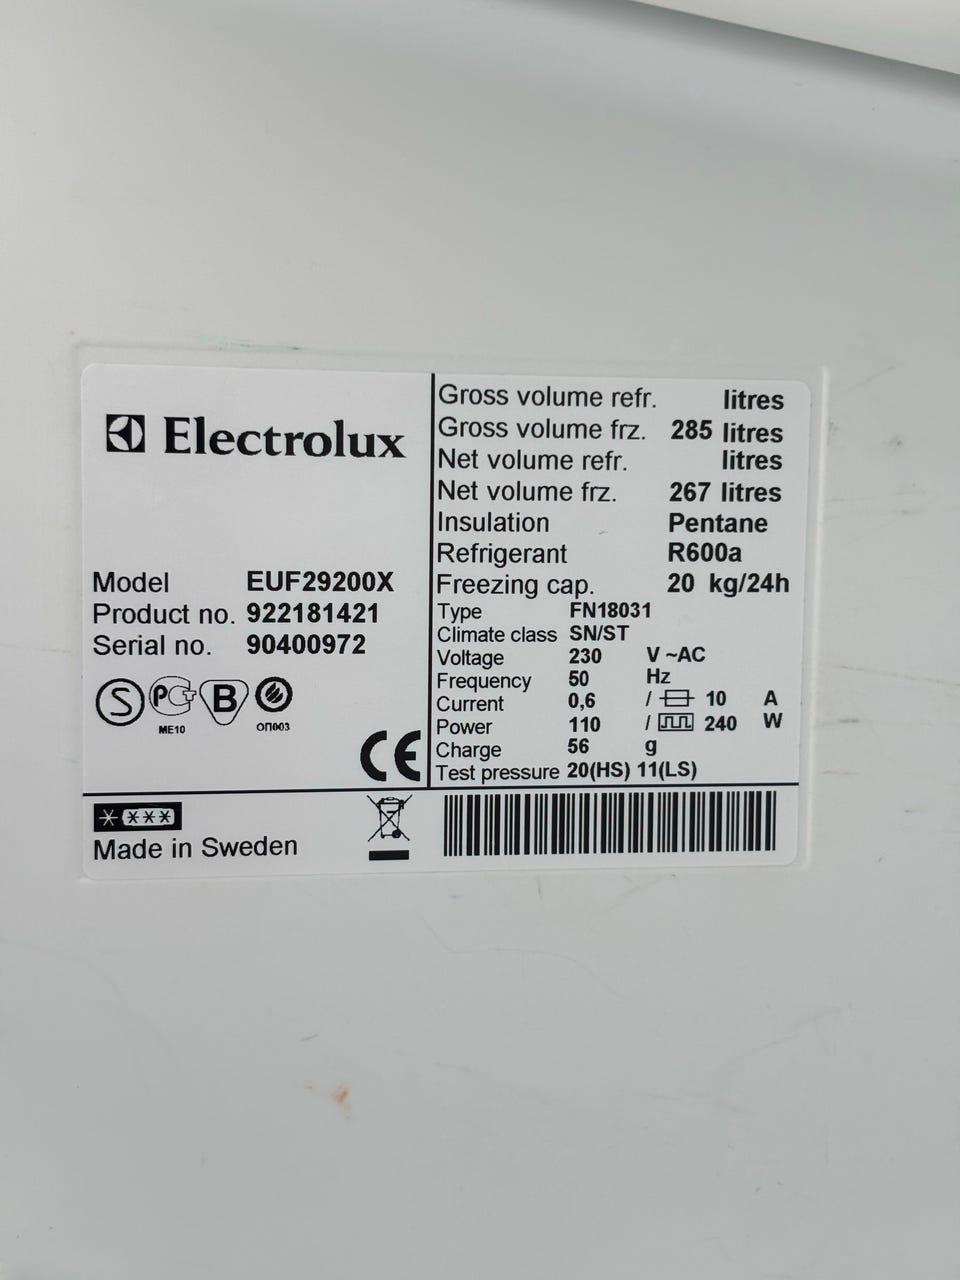 Electrolux
Model EUF29200X
Product no. 922181421
Serial no. 90400972
S РСТ B
ME10 ОП003
CE
Made in Sweden
Gross volume refr. litres
Gross volume frz. 285 litres
Net volume refr. litres
Net volume frz. 267 litres
Insulation Pentane
Refrigerant R600a
Freezing cap. 20 kg/24h
Type FN18031
Climate class SN/ST
Voltage 230 V ~AC
Frequency 50 Hz
Current 0,6 / 10 A
Power 110 / 240 W
Charge 56 g
Test pressure 20(HS) 11(LS)